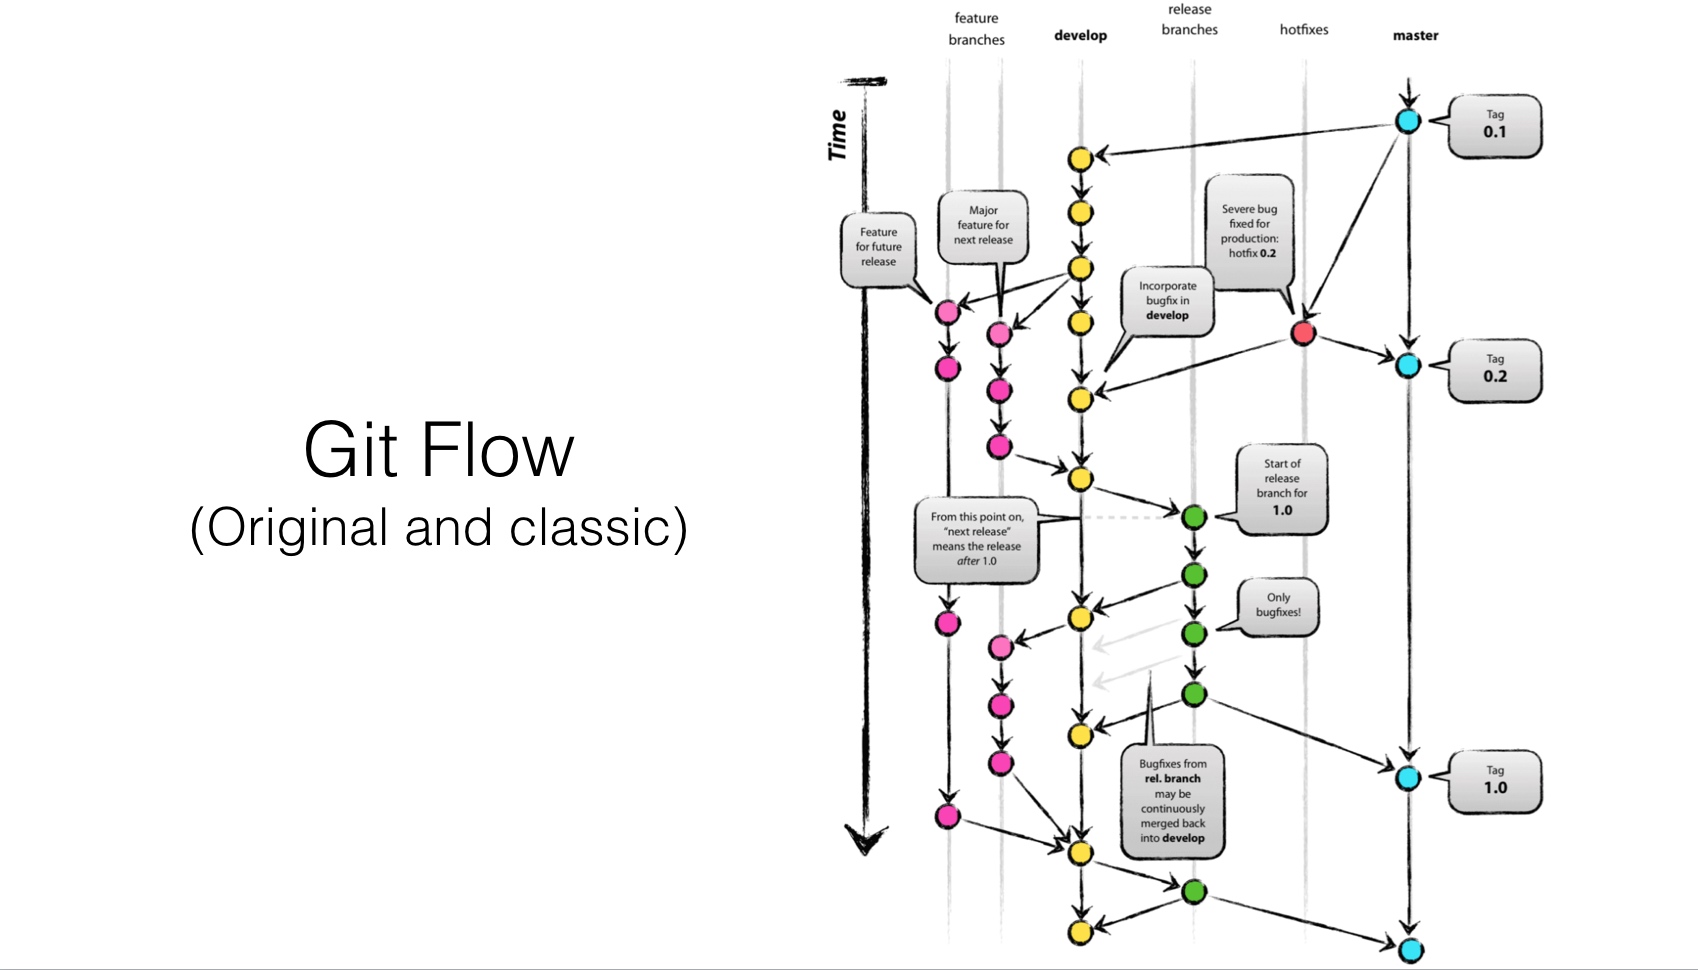 Git Flow
(Original and classic)
feature
branches
develop
release
branches
hotfixes
master
Time
Tag
0.1
Feature
for future
release
Major
feature for
next release
Severe bug
fixed for
production:
hotfix 0.2
Incorporate
bugfix in
develop
Tag
0.2
Start of
release
branch for
1.0
From this point on,
“next release”
means the release
after 1.0
Only
bugfixes!
Bugfixes from
rel. branch
may be
continuously
merged back
into develop
Tag
1.0